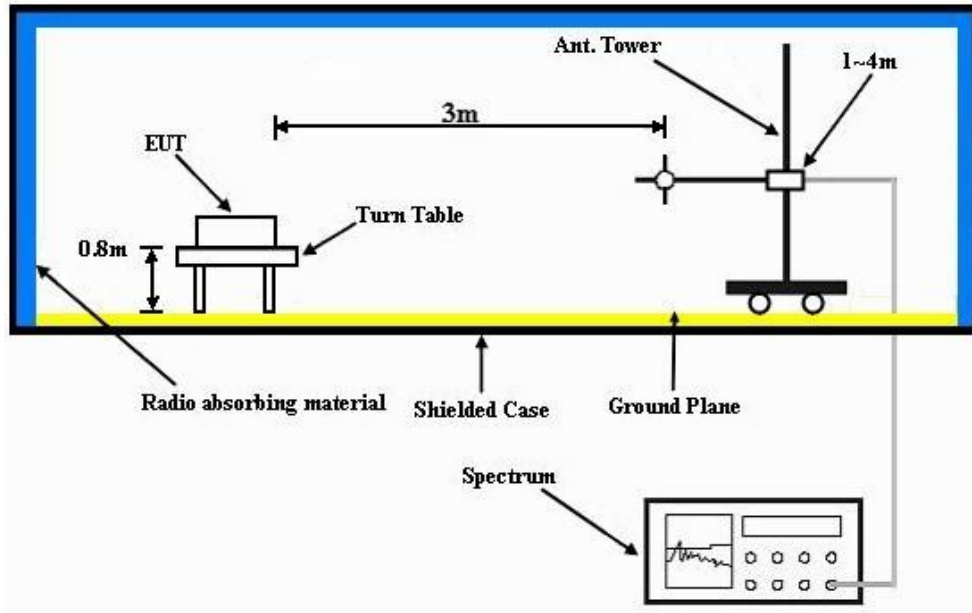 Ant. Tower
1~4m
3m
EUT
Turn Table
0.8m
Radio absorbing material
Shielded Case
Ground Plane
Spectrum